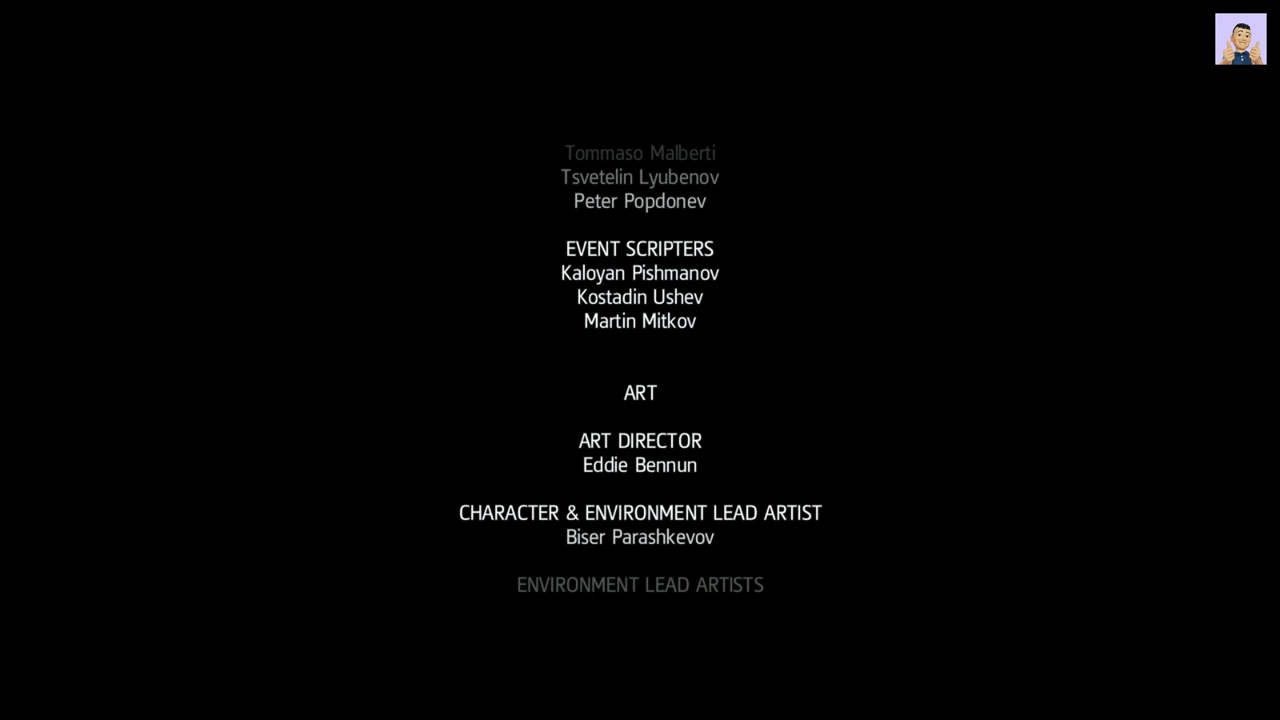 Tommaso Malberti
Tsvetelin Lyubenov
Peter Popdonev
EVENT SCRIPTERS
Kaloyan Pishmanov
Kostadin Ushev
Martin Mitkov
ART
ART DIRECTOR
Eddie Bennun
CHARACTER & ENVIRONMENT LEAD ARTIST
Biser Parashkevov
ENVIRONMENT LEAD ARTISTS